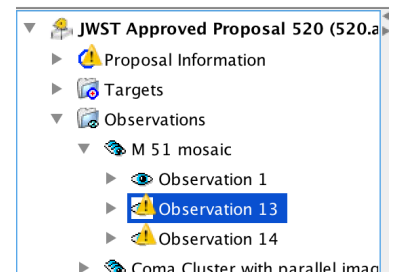 JWST Approved Proposal 520 (520.a
Proposal Information
Targets
Observations
M 51 mosaic
Observation 1
Observation 13
Observation 14
Coma Cluster with parallel imag